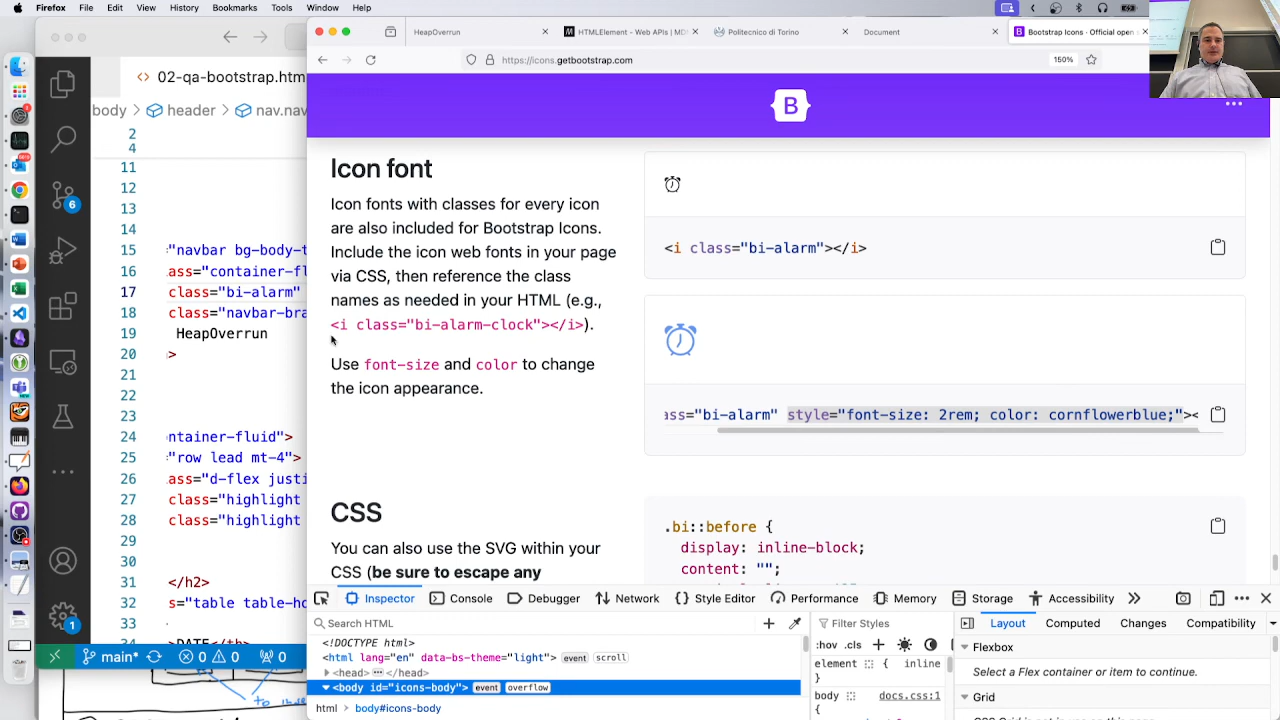 Firefox File Edit View History Bookmarks Tools Window
02-qa-bootstrap.htm
body header nav.nav
2
4
11
12
13
14
15 ="navbar bg-body-t
16 ass="container-fl
17 class="bi-alarm"
18 class="navbar-bra
19 HeapOverrun
20 >
21
22
23
24 ntainer-fluid">
25 ="row lead mt-4">
26 ass="d-flex justi
27 class="highlight
28 class="highlight
29
30
31 </h2>
32 s="table table-ho
33
34 >DATE</th>
6
1
main* 0 0 0
HeapOverrun
HTMLElement - Web APIs | MD
Politecnico di Torino
Document
Bootstrap Icons · Official open s
https://icons.getbootstrap.com
150%
B
Icon font
Icon fonts with classes for every icon
are also included for Bootstrap Icons.
Include the icon web fonts in your page
via CSS, then reference the class
names as needed in your HTML (e.g.,
<i class="bi-alarm-clock"></i>).
Use font-size and color to change
the icon appearance.
<i class="bi-alarm"></i>
ass="bi-alarm" style="font-size: 2rem; color: cornflowerblue;"><
CSS
You can also use the SVG within your
CSS (be sure to escape any
.bi::before {
display: inline-block;
content: "";
Inspector Console Debugger Network Style Editor Performance Memory Storage Accessibility
Search HTML
<!DOCTYPE html>
<html lang="en" data-bs-theme="light"> event scroll
<head> </head>
<body id="icons-body"> event overflow
html body#icons-body
Filter Styles
:hov .cls
element { inline
}
body docs.css:1
{
Layout Computed Changes Compatibility
Flexbox
Select a Flex container or item to continue.
Grid